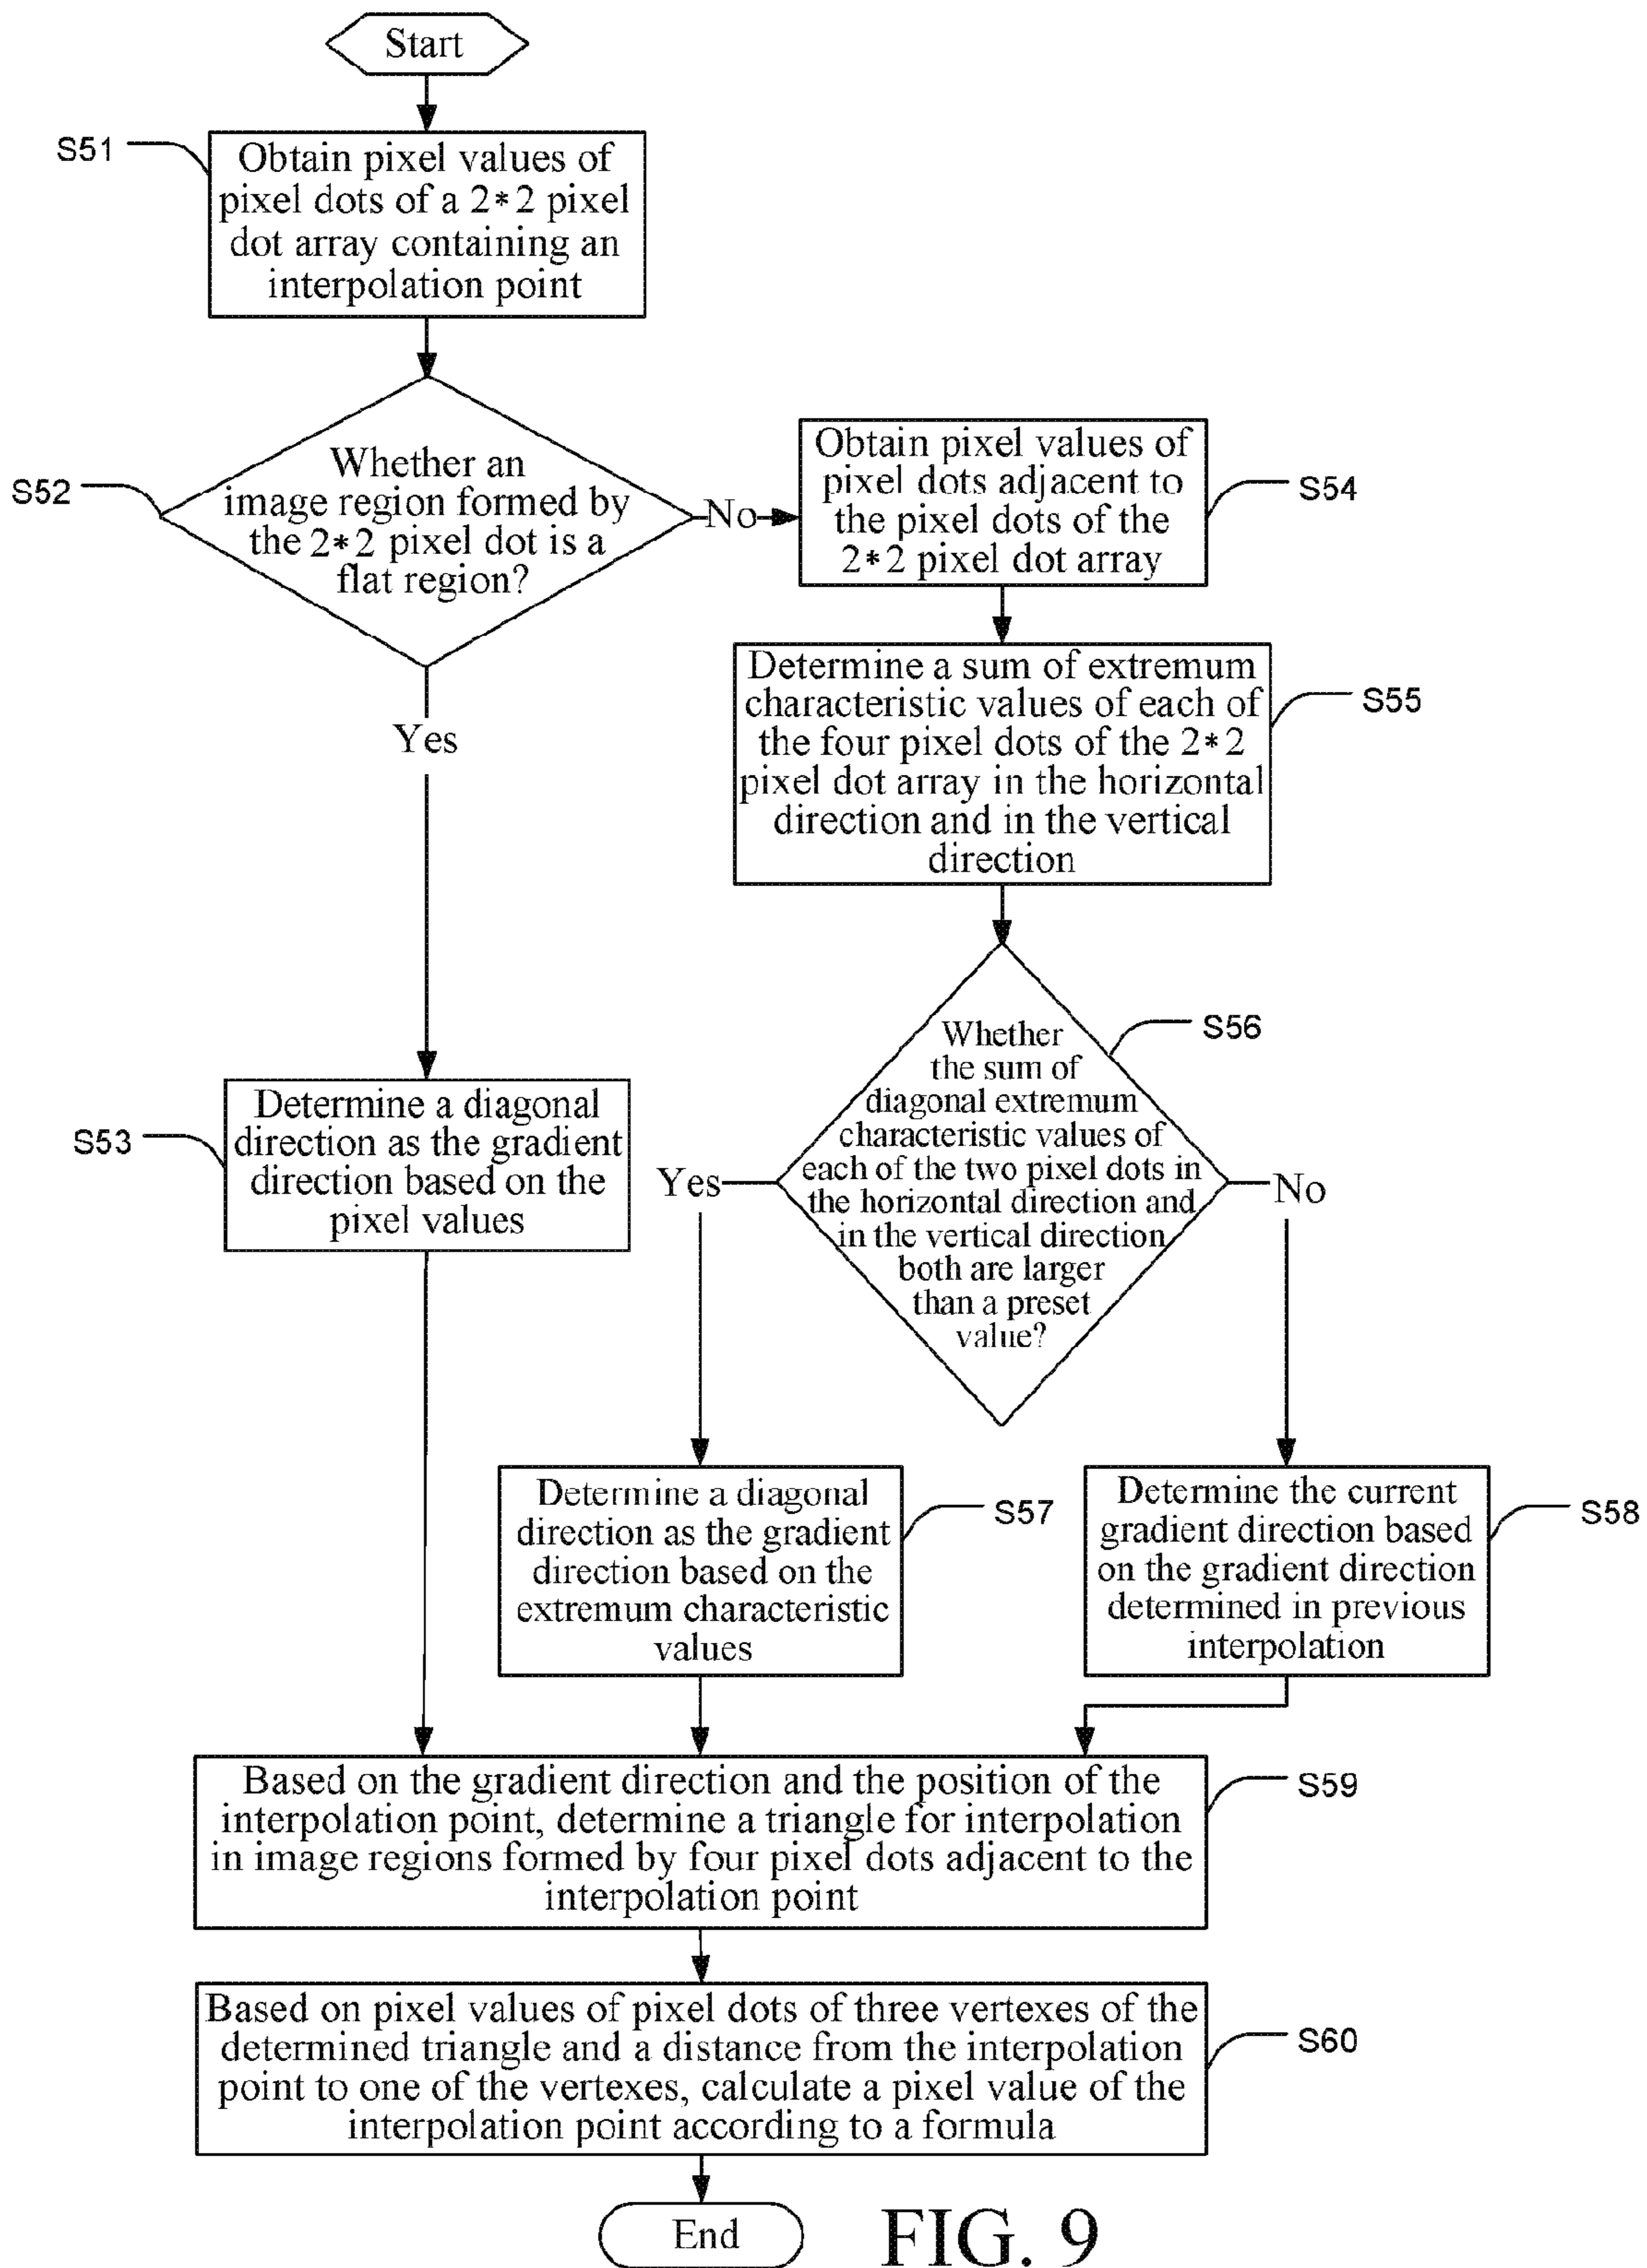 Start
S51
Obtain pixel values of
pixel dots of a 2*2 pixel
dot array containing an
interpolation point
S52
Whether an
image region formed by
the 2*2 pixel dot is a
flat region?
No
Yes
Obtain pixel values of
pixel dots adjacent to
the pixel dots of the
2*2 pixel dot array
S54
Determine a sum of extremum
characteristic values of each of
the four pixel dots of the 2*2
pixel dot array in the horizontal
direction and in the vertical
direction
S55
S53
Determine a diagonal
direction as the gradient
direction based on the
pixel values
Whether
the sum of
diagonal extremum
characteristic values of
each of the two pixel dots in
the horizontal direction and
in the vertical direction
both are larger
than a preset
value?
S56
Yes
No
Determine a diagonal
direction as the gradient
direction based on the
extremum characteristic
values
S57
Determine the current
gradient direction based
on the gradient direction
determined in previous
interpolation
S58
Based on the gradient direction and the position of the
interpolation point, determine a triangle for interpolation
in image regions formed by four pixel dots adjacent to the
interpolation point
S59
Based on pixel values of pixel dots of three vertexes of the
determined triangle and a distance from the interpolation
point to one of the vertexes, calculate a pixel value of the
interpolation point according to a formula
S60
End
FIG. 9